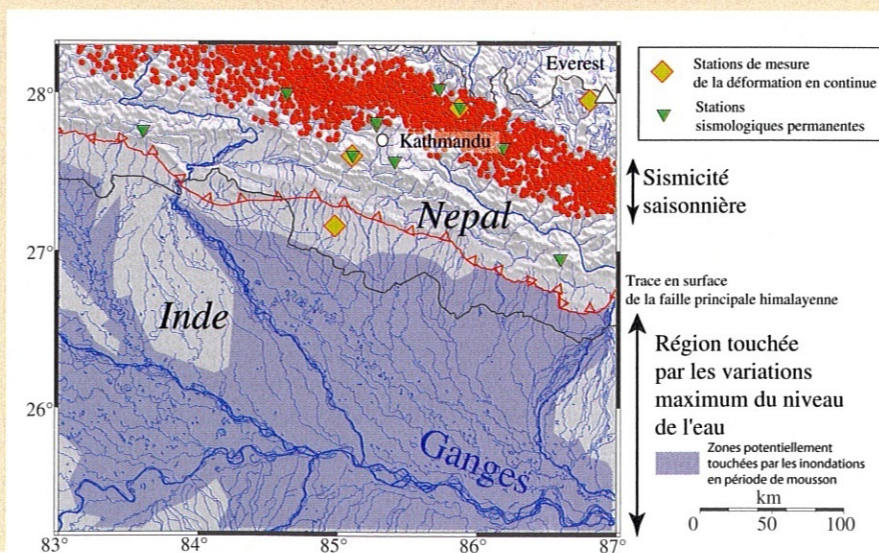 Everest
28°
Kathmandu
Nepal
27°
Inde
26°
Ganges
83°
84°
85°
86°
87°
Stations de mesure
de la déformation en continue
Stations
sismologiques permanentes
Sismicité
saisonnière
Trace en surface
de la faille principale himalayenne
Région touchée
par les variations
maximum du niveau
de l'eau
Zones potentiellement
touchées par les inondations
en période de mousson
km
0 50 100